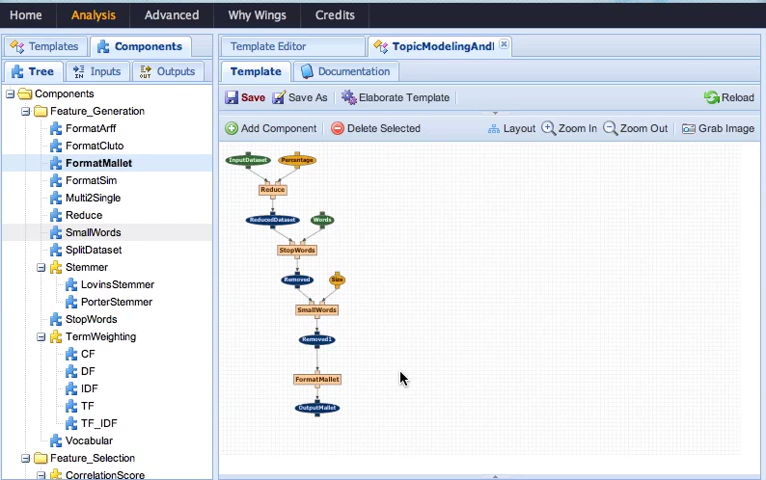 Home Analysis Advanced Why Wings Credits
Templates Components
Template Editor TopicModelingAndI
Tree Inputs Outputs
Template Documentation
Save Save As Elaborate Template Reload
Add Component Delete Selected Layout Zoom In Zoom Out Grab Image
Components
Feature_Generation
FormatArff
FormatCluto
FormatMallet
FormatSim
Multi2Single
Reduce
SmallWords
SplitDataset
Stemmer
LovinsStemmer
PorterStemmer
StopWords
TermWeighting
CF
DF
IDF
TF
TF_IDF
Vocabular
Feature_Selection
CorrelationScore
InputDataset Percentage
Reduce
ReducedDataset Words
StopWords
Removed Size
SmallWords
Removed1
FormatMallet
OutputMallet